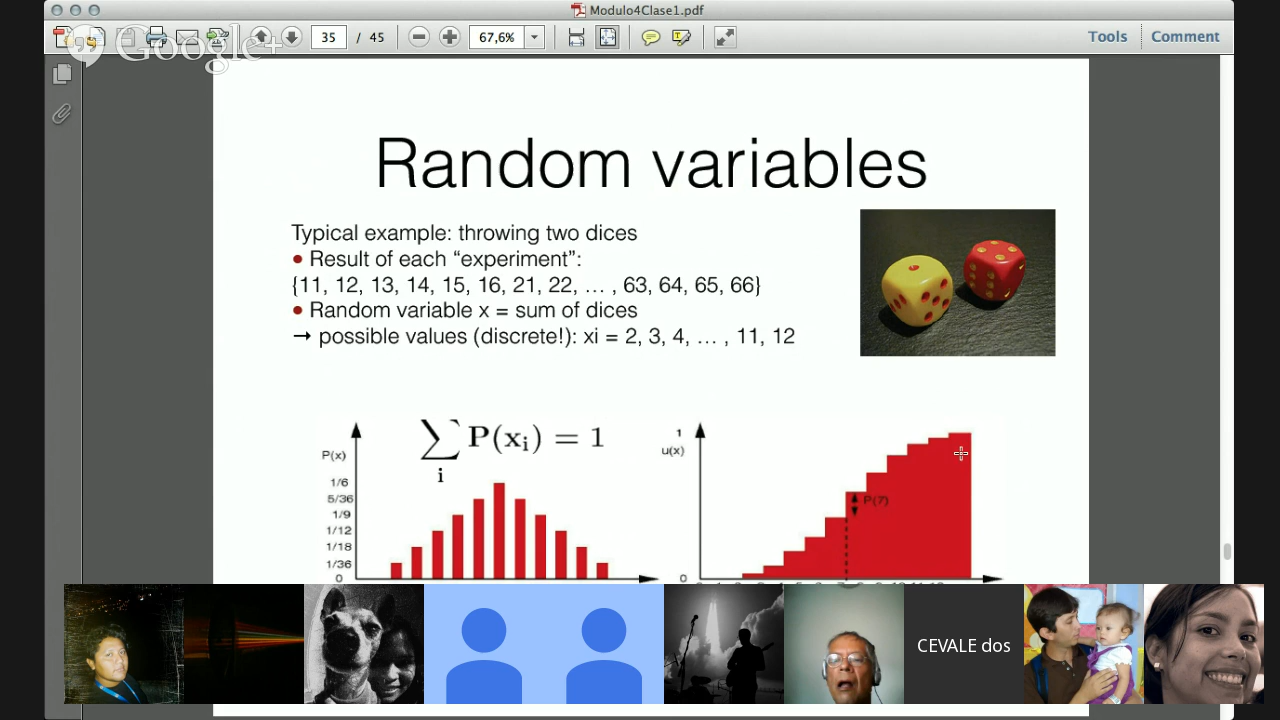 Modulo4Clase1.pdf
Google+
35 / 45
67,6%
Tools
Comment
Random variables
Typical example: throwing two dices
• Result of each “experiment”:
{11, 12, 13, 14, 15, 16, 21, 22, … , 63, 64, 65, 66}
• Random variable x = sum of dices
→ possible values (discrete!): xi = 2, 3, 4, … , 11, 12
∑ P(xi) = 1
i
P(x)
1/6
5/36
1/9
1/12
1/18
1/36
0
1
u(x)
P(7)
0
CEVALE dos